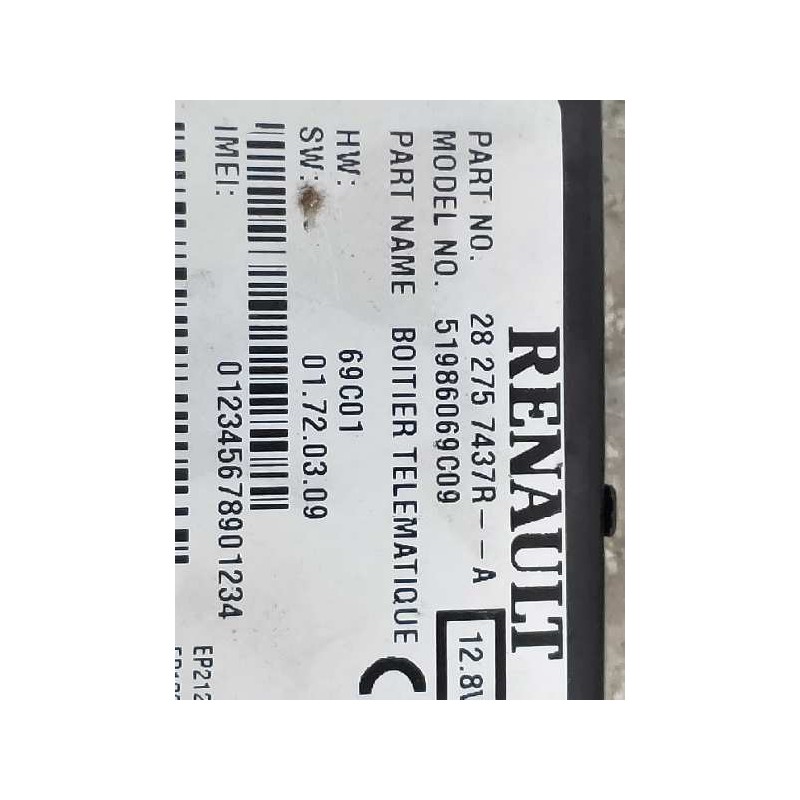 RENAULT
PART NO. 28 275 7437R--A
MODEL NO. 51986069C09
12.8V
PART NAME BOITIER TELEMATIQUE
HW: 69C01
SW: 01.72.03.09
IMEI: 012345678901234
EP212